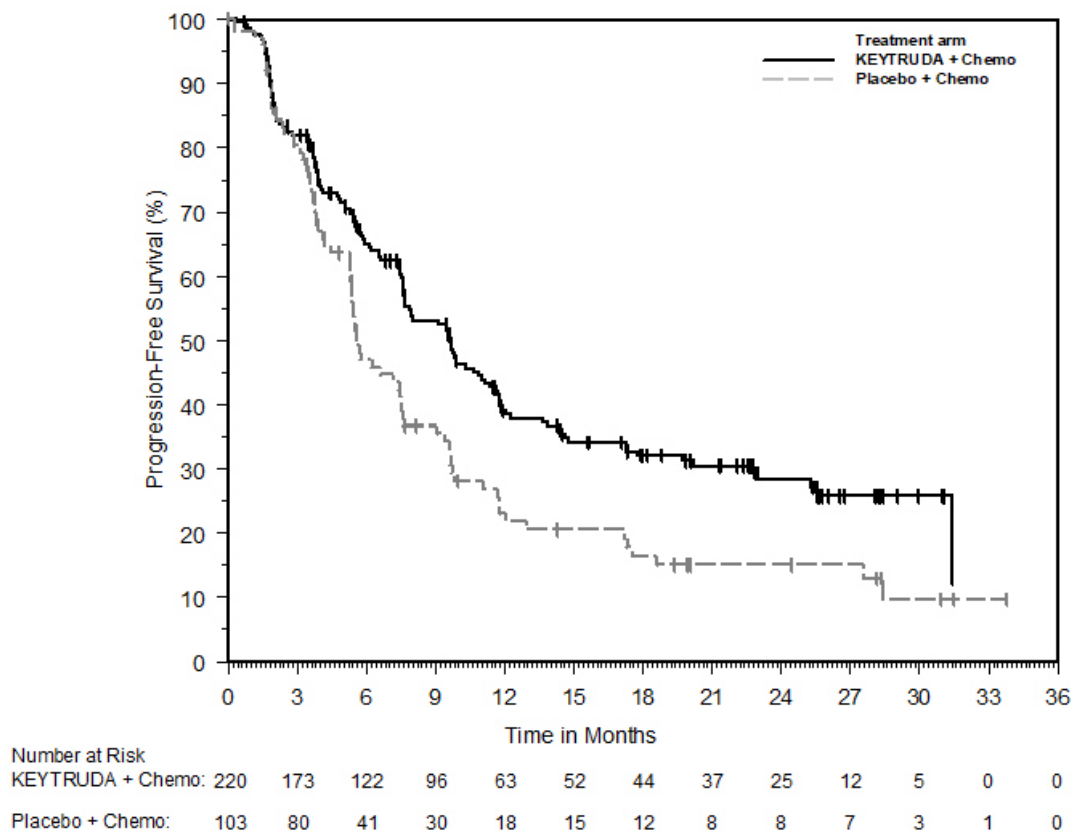 Treatment arm
KEYTRUDA + Chemo
Placebo + Chemo
Progression-Free Survival (%)
100
90
80
70
60
50
40
30
20
10
0
0 3 6 9 12 15 18 21 24 27 30 33 36
Time in Months
Number at Risk
KEYTRUDA + Chemo: 220 173 122 96 63 52 44 37 25 12 5 0 0
Placebo + Chemo: 103 80 41 30 18 15 12 8 8 7 3 1 0